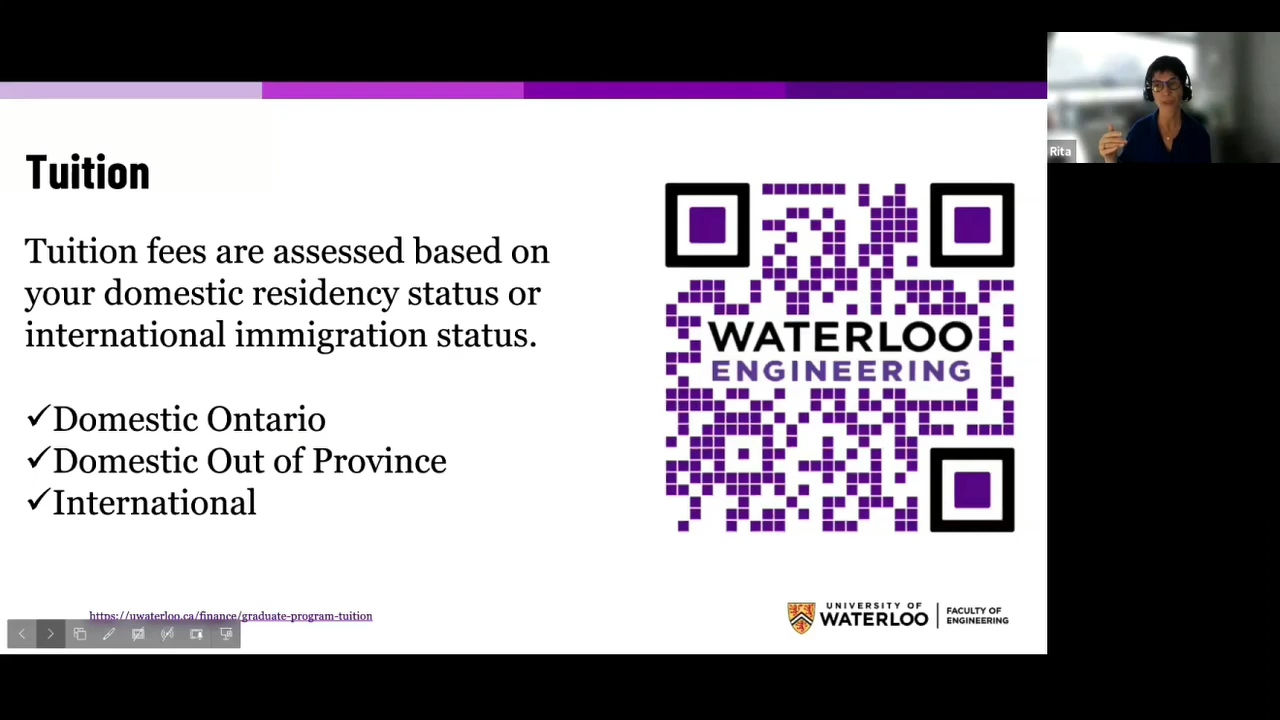 Tuition
Tuition fees are assessed based on
your domestic residency status or
international immigration status.
✓Domestic Ontario
✓Domestic Out of Province
✓International
https://uwaterloo.ca/finance/graduate-program-tuition
WATERLOO
ENGINEERING
UNIVERSITY OF
WATERLOO
FACULTY OF
ENGINEERING
Rita